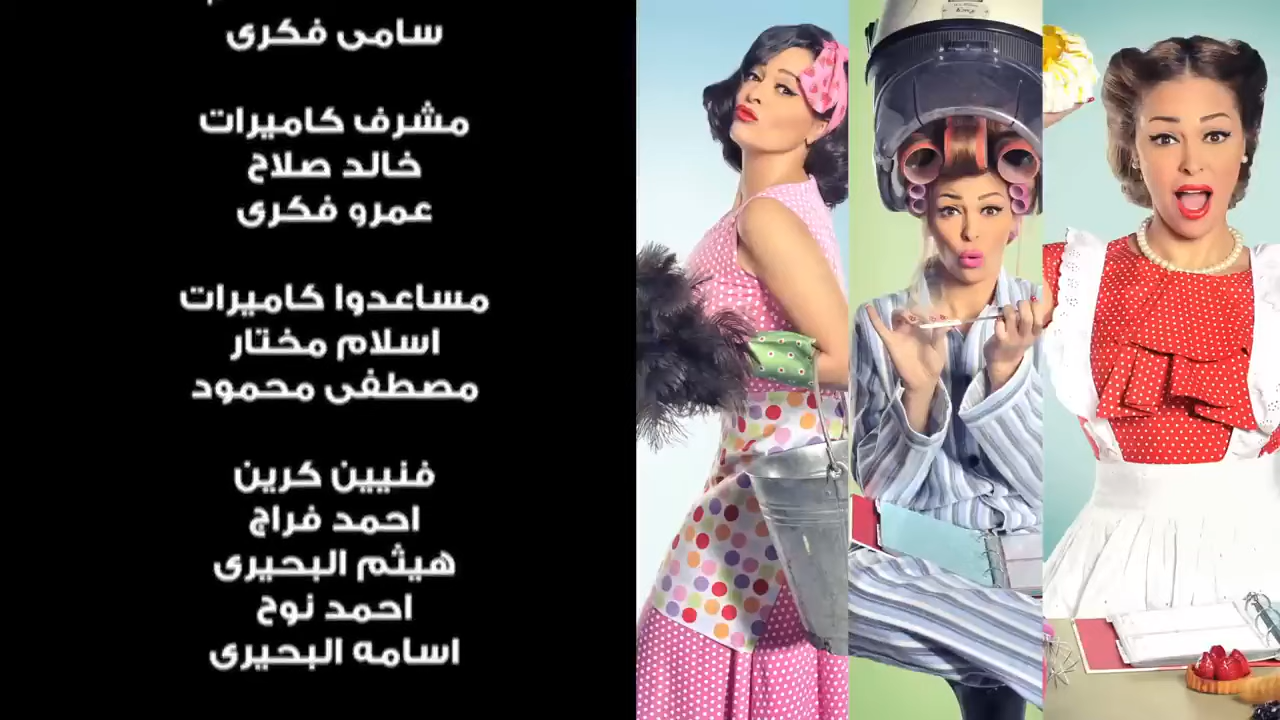 سامى فكرى
مشرف كاميرات
خالد صلاح
عمرو فكرى
مساعدوا كاميرات
اسلام مختار
مصطفى محمود
فنيين كرين
احمد فراج
هيثم البحيرى
احمد نوح
اسامه البحيرى